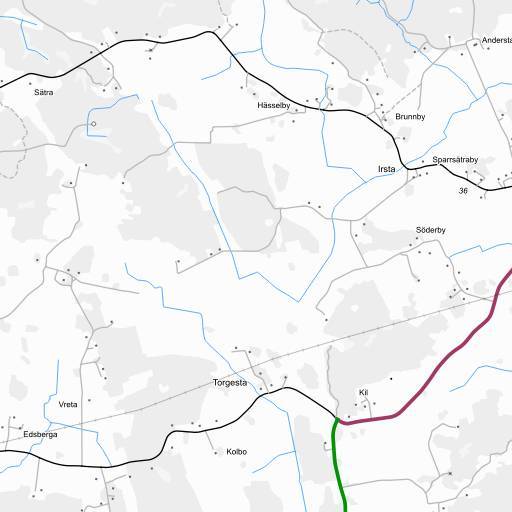 Andersta
Sätra
Hässelby
Brunnby
Sparrsätraby
Irsta
36
Söderby
Torgesta
Kil
Vreta
Edsberga
Kolbo